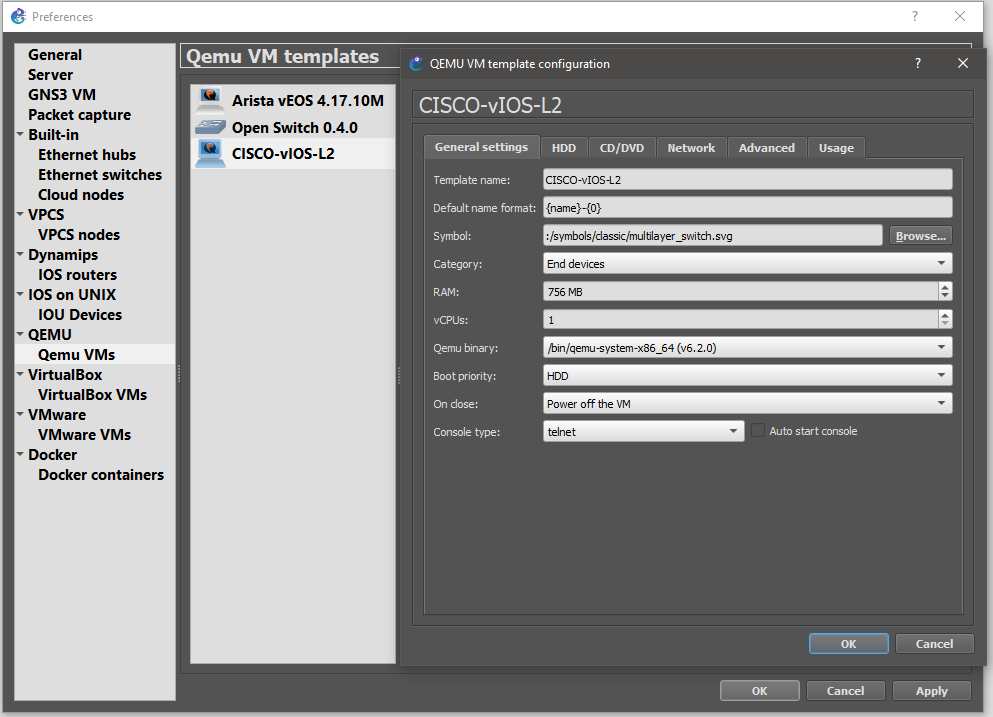 Preferences
?
General
Server
GNS3 VM
Packet capture
Built-in
Ethernet hubs
Ethernet switches
Cloud nodes
VPCS
VPCS nodes
Dynamips
IOS routers
IOS on UNIX
IOU Devices
QEMU
Qemu VMs
VirtualBox
VirtualBox VMs
VMware
VMware VMs
Docker
Docker containers
Qemu VM templates
Arista vEOS 4.17.10M
Open Switch 0.4.0
CISCO-vIOS-L2
QEMU VM template configuration
?
CISCO-vIOS-L2
General settings HDD CD/DVD Network Advanced Usage
Template name: CISCO-vIOS-L2
Default name format: {name}-{0}
Symbol: :/symbols/classic/multilayer_switch.svg Browse...
Category: End devices
RAM: 756 MB
vCPUs: 1
Qemu binary: /bin/qemu-system-x86_64 (v6.2.0)
Boot priority: HDD
On close: Power off the VM
Console type: telnet Auto start console
OK Cancel
OK Cancel Apply